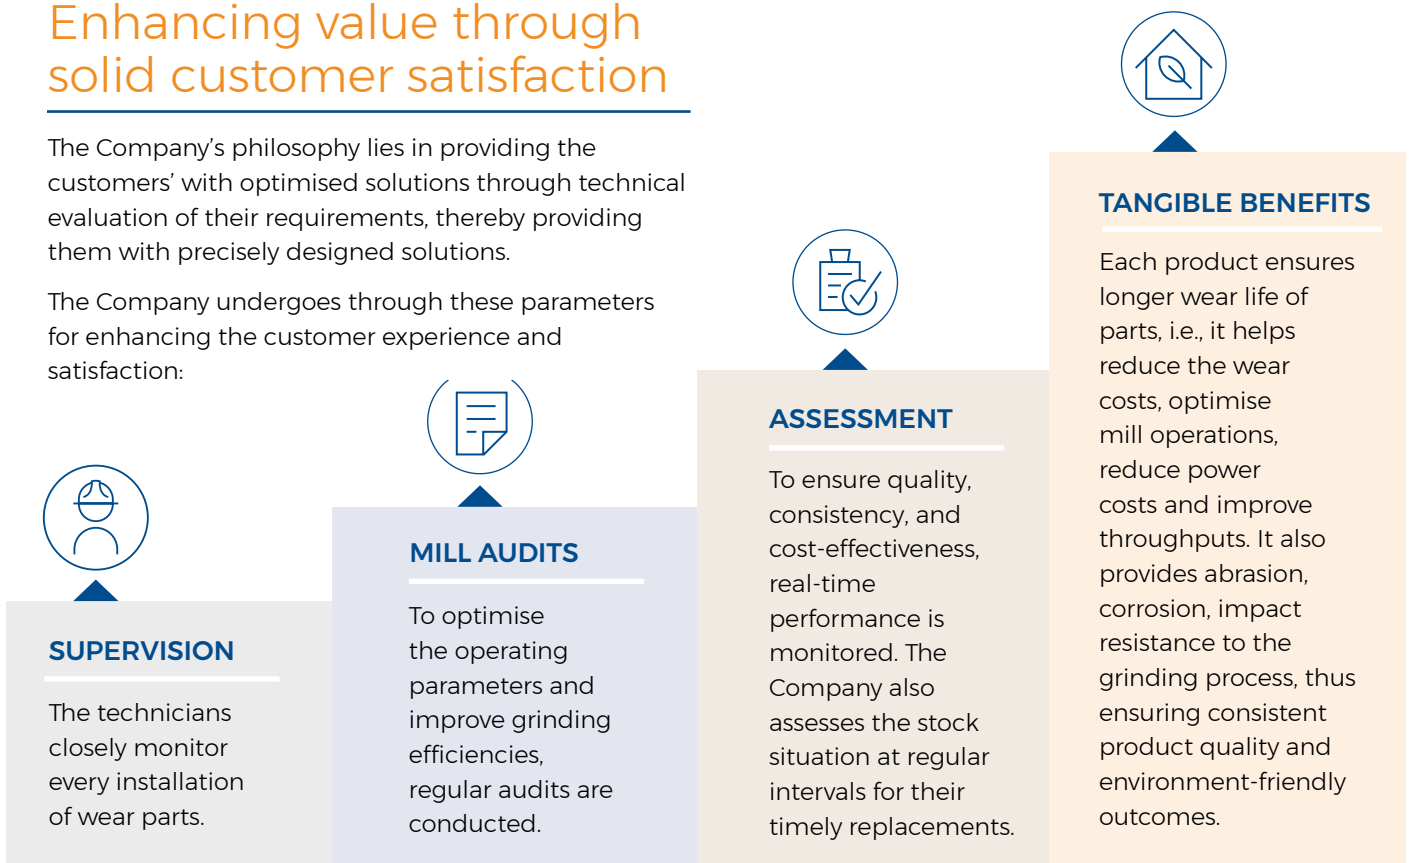 Enhancing value through
solid customer satisfaction
The Company's philosophy lies in providing the
customers' with optimised solutions through technical
evaluation of their requirements, thereby providing
them with precisely designed solutions.
The Company undergoes through these parameters
for enhancing the customer experience and
satisfaction:
SUPERVISION
The technicians
closely monitor
every installation
of wear parts.
MILL AUDITS
To optimise
the operating
parameters and
improve grinding
efficiencies,
regular audits are
conducted.
ASSESSMENT
To ensure quality,
consistency, and
cost-effectiveness,
real-time
performance is
monitored. The
Company also
assesses the stock
situation at regular
intervals for their
timely replacements.
TANGIBLE BENEFITS
Each product ensures
longer wear life of
parts, i.e., it helps
reduce the wear
costs, optimise
mill operations,
reduce power
costs and improve
throughputs. It also
provides abrasion,
corrosion, impact
resistance to the
grinding process, thus
ensuring consistent
product quality and
environment-friendly
outcomes.